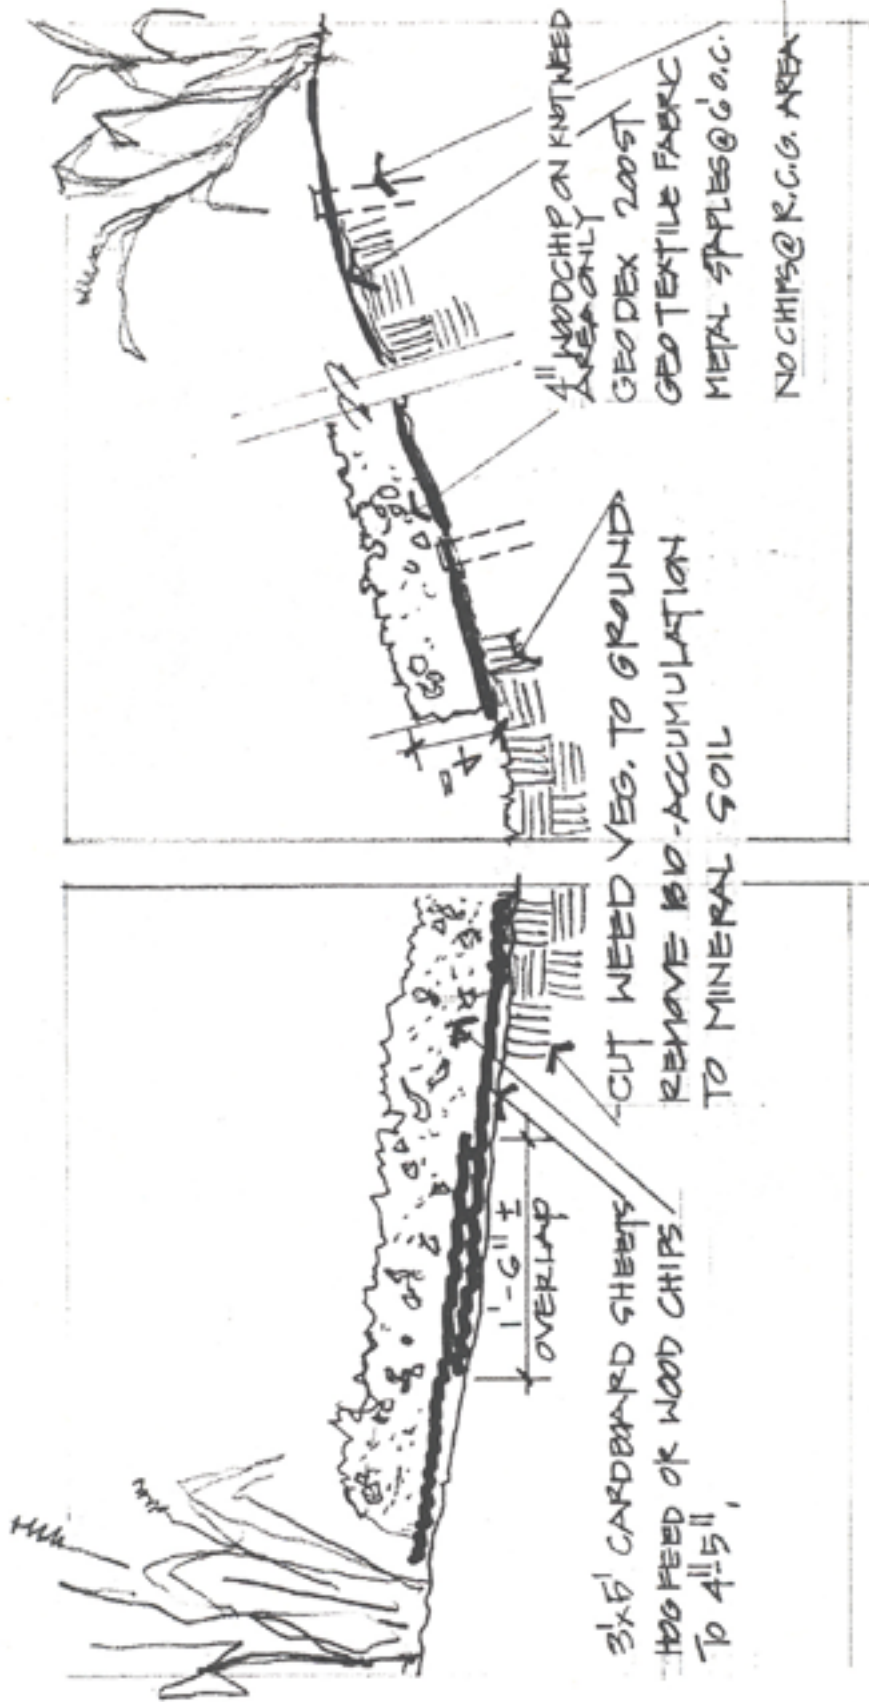 1'-6" ±
OVERLAP
3'x5' CARDBOARD SHEETS
HOG FEED OR WOOD CHIPS
TO 4"-5",
CUT WEED VEG. TO GROUND
REMOVE BIO-ACCUMULATION
TO MINERAL SOIL
4"
4" WOODCHIP ON KNOTWEED
AREA ONLY
GEODEX 200ST
GEOTEXTILE FABRIC
METAL STAPLES @ 6' O.C.
NO CHIPS @ R.C.G. AREA